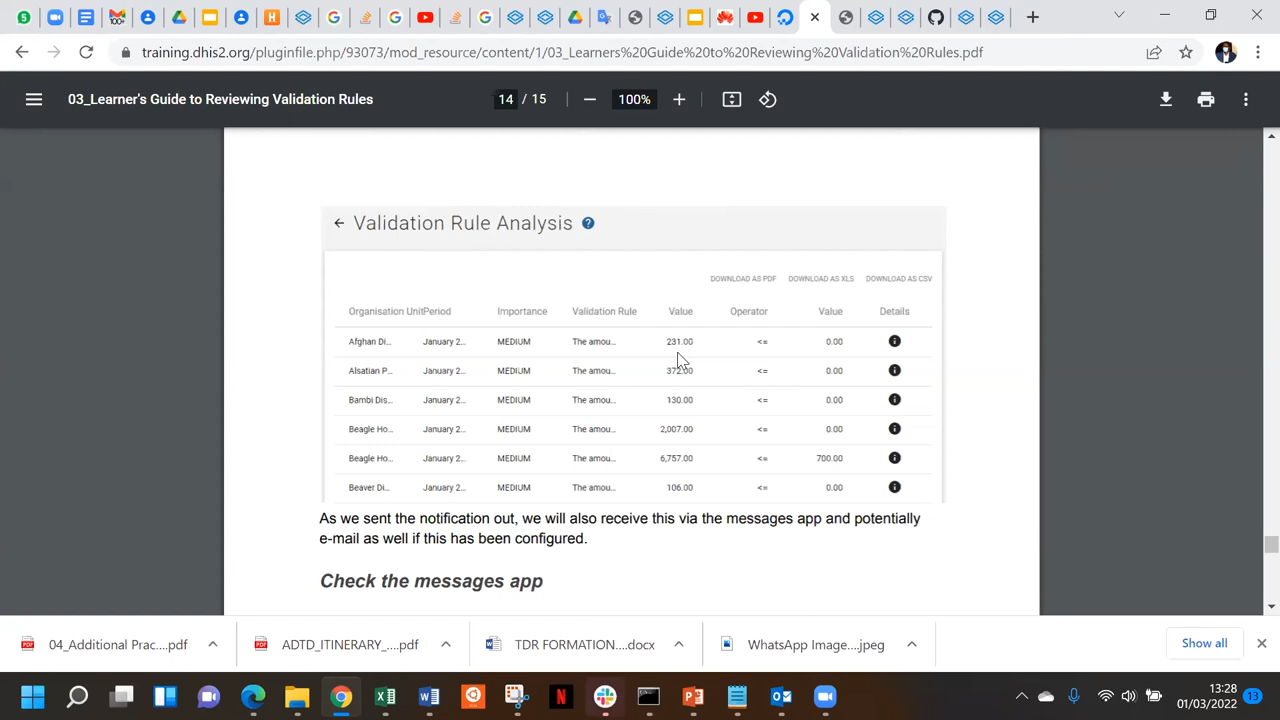 training.dhis2.org/pluginfile.php/93073/mod_resource/content/1/03_Learners%20Guide%20to%20Reviewing%20Validation%20Rules.pdf
03_Learner's Guide to Reviewing Validation Rules
14 / 15
100%
Validation Rule Analysis
DOWNLOAD AS PDF DOWNLOAD AS XLS DOWNLOAD AS CSV
Organisation Unit Period Importance Validation Rule Value Operator Value Details
Afghan Di... January 2... MEDIUM The amou... 231.00 <= 0.00
Alsatian P... January 2... MEDIUM The amou... 372.00 <= 0.00
Bambi Dis... January 2... MEDIUM The amou... 130.00 <= 0.00
Beagle Ho... January 2... MEDIUM The amou... 2,007.00 <= 0.00
Beagle Ho... January 2... MEDIUM The amou... 6,757.00 <= 700.00
Beaver Di... January 2... MEDIUM The amou... 106.00 <= 0.00
As we sent the notification out, we will also receive this via the messages app and potentially
e-mail as well if this has been configured.
Check the messages app
04_Additional Prac....pdf ADTD_ITINERARY_....pdf TDR FORMATION....docx WhatsApp Image....jpeg Show all
13:28
01/03/2022
13